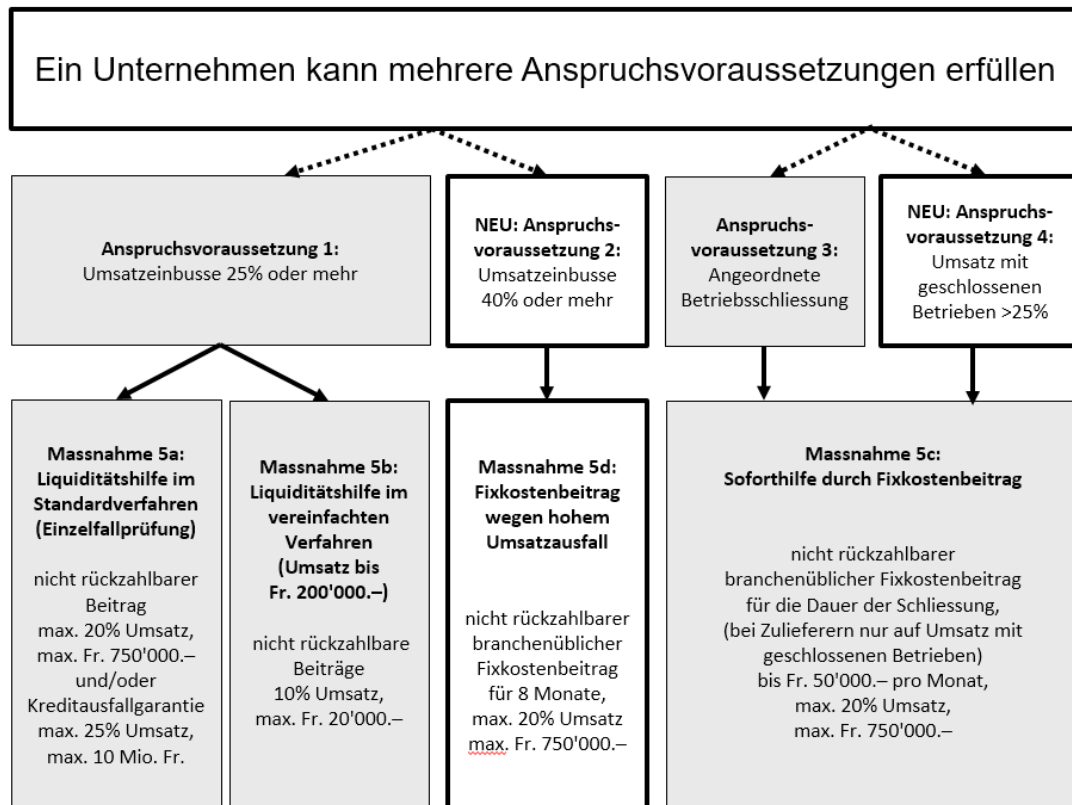 Ein Unternehmen kann mehrere Anspruchsvoraussetzungen erfüllen
Anspruchsvoraussetzung 1:
Umsatzeinbusse 25% oder mehr
NEU: Anspruchs-
voraussetzung 2:
Umsatzeinbusse
40% oder mehr
Anspruchs-
voraussetzung 3:
Angeordnete
Betriebsschliessung
NEU: Anspruchs-
voraussetzung 4:
Umsatz mit
geschlossenen
Betrieben >25%
Massnahme 5a:
Liquiditätshilfe im
Standardverfahren
(Einzelfallprüfung)
nicht rückzahlbarer
Beitrag
max. 20% Umsatz,
max. Fr. 750'000.–
und/oder
Kreditausfallgarantie
max. 25% Umsatz,
max. 10 Mio. Fr.
Massnahme 5b:
Liquiditätshilfe im
vereinfachten
Verfahren
(Umsatz bis
Fr. 200'000.–)
nicht rückzahlbare
Beiträge
10% Umsatz,
max. Fr. 20'000.–
Massnahme 5d:
Fixkostenbeitrag
wegen hohem
Umsatzausfall
nicht rückzahlbarer
branchenüblicher
Fixkostenbeitrag
für 8 Monate,
max. 20% Umsatz
max. Fr. 750'000.–
Massnahme 5c:
Soforthilfe durch Fixkostenbeitrag
nicht rückzahlbarer
branchenüblicher Fixkostenbeitrag
für die Dauer der Schliessung,
(bei Zulieferern nur auf Umsatz mit
geschlossenen Betrieben)
bis Fr. 50'000.– pro Monat,
max. 20% Umsatz,
max. Fr. 750'000.–